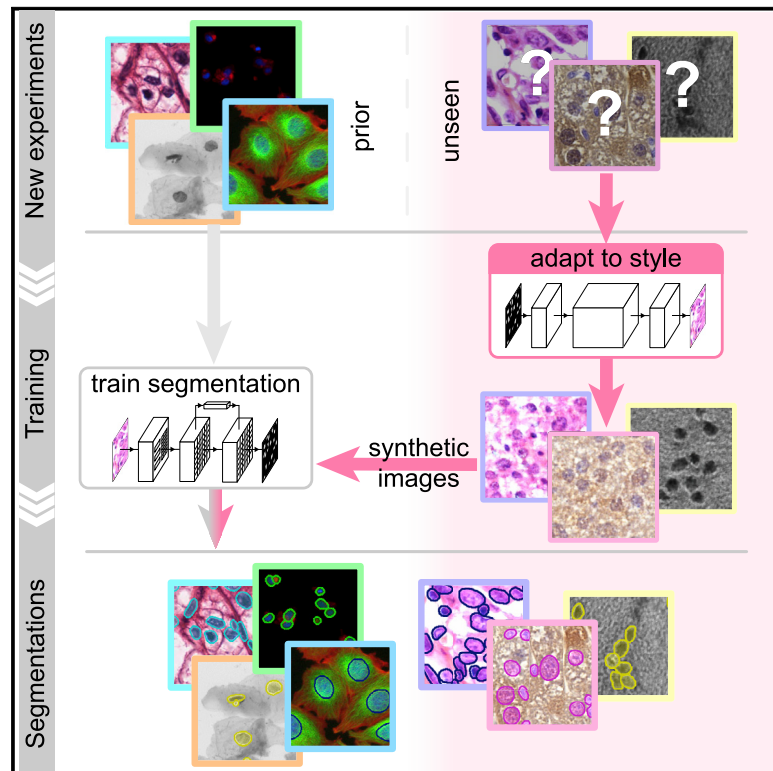 New experiments
prior
unseen
?
?
?
adapt to style
Training
train segmentation
synthetic
images
Segmentations